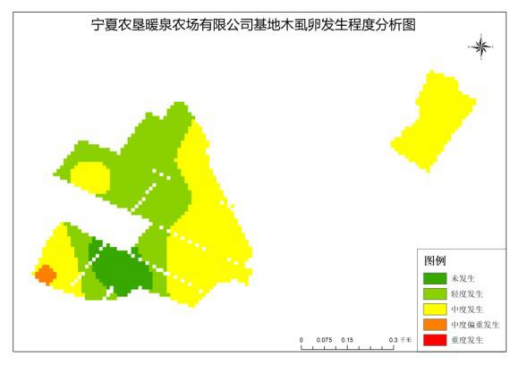 宁夏农垦暖泉农场有限公司基地木虱卵发生程度分析图
图例
未发生
轻度发生
中度发生
中度偏重发生
重度发生
0 0.075 0.15 0.3 千米